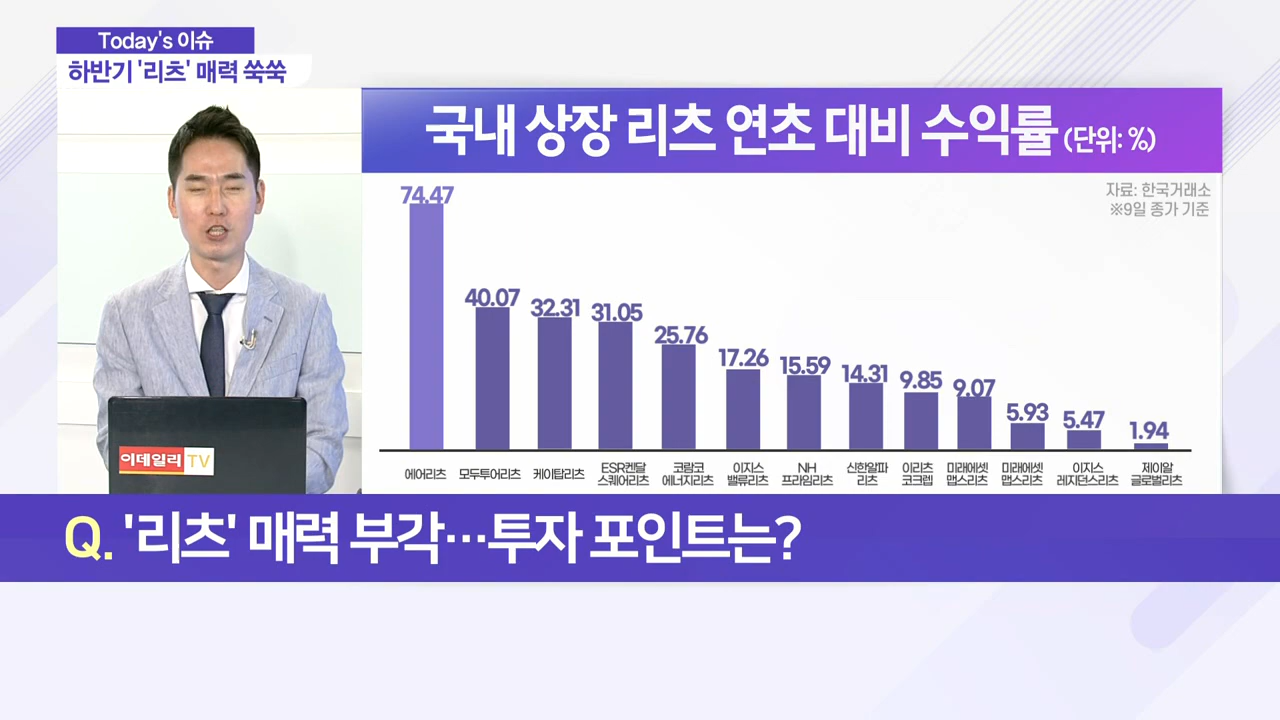 Today's 이슈
하반기 '리츠' 매력 쑥쑥
국내 상장 리츠 연초 대비 수익률 (단위: %)
자료: 한국거래소
※9일 종가 기준
74.47
40.07
32.31
31.05
25.76
17.26
15.59
14.31
9.85
9.07
5.93
5.47
1.94
에어리츠
모두투어리츠
케이탑리츠
ESR켄달
스퀘어리츠
코람코
에너지리츠
이지스
밸류리츠
NH
프라임리츠
신한알파
리츠
이리츠
코크렙
미래에셋
맵스리츠
미래에셋
맵스리츠
이지스
레지던스리츠
제이알
글로벌리츠
이데일리 TV
Q. '리츠' 매력 부각…투자 포인트는?